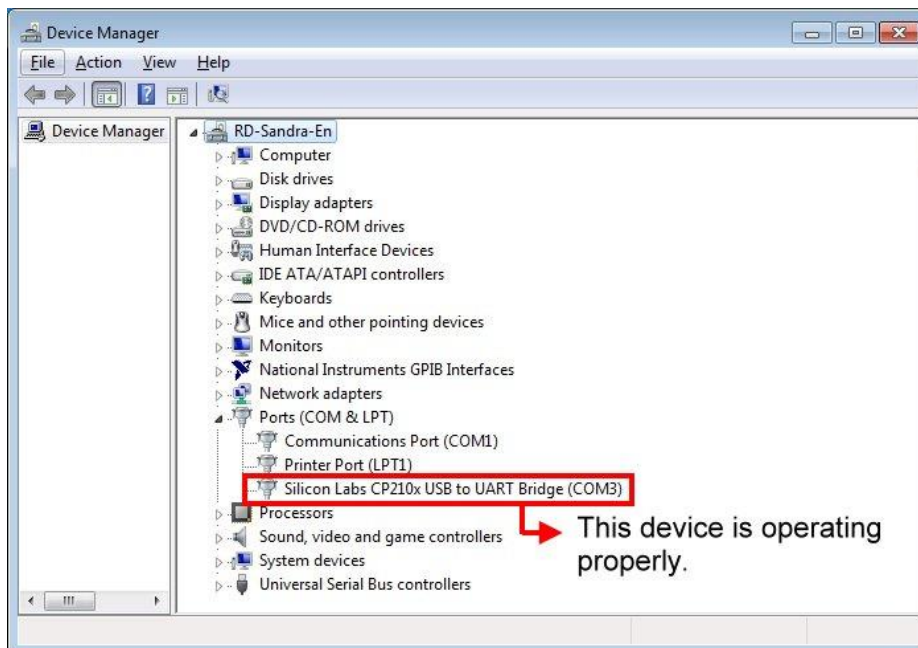 Device Manager
File Action View Help
Device Manager
RD-Sandra-En
Computer
Disk drives
Display adapters
DVD/CD-ROM drives
Human Interface Devices
IDE ATA/ATAPI controllers
Keyboards
Mice and other pointing devices
Monitors
National Instruments GPIB Interfaces
Network adapters
Ports (COM & LPT)
Communications Port (COM1)
Printer Port (LPT1)
Silicon Labs CP210x USB to UART Bridge (COM3)
Processors
Sound, video and game controllers
System devices
Universal Serial Bus controllers
This device is operating
properly.